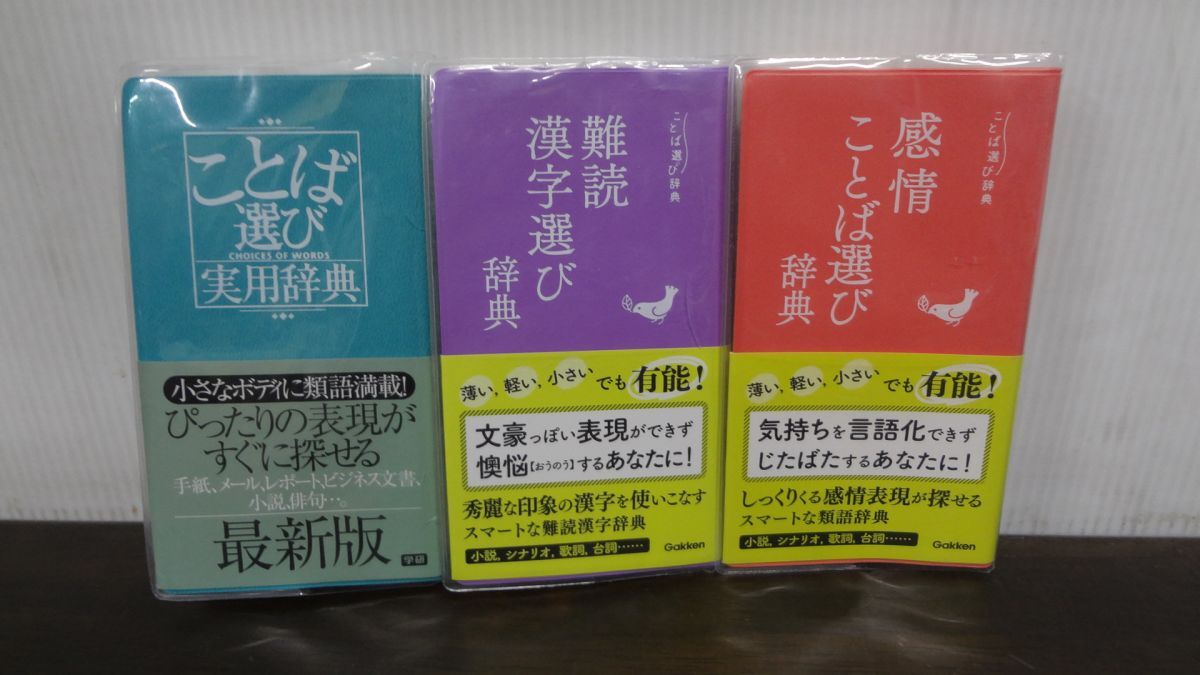 ことば
選び
CHOICES OF WORDS
実用辞典
小さなボディに類語満載!
ぴったりの表現が
すぐに探せる
手紙、メール、レポート、ビジネス文書、
小説、俳句…。
最新版
学研
ことば選び辞典
難読
漢字選び
辞典
薄い,軽い,小さいでも有能!
文豪っぽい表現ができず
懊悩【おうのう】するあなたに!
秀麗な印象の漢字を使いこなす
スマートな難読漢字辞典
小説,シナリオ,歌詞,台詞……
Gakken
ことば選び辞典
感情
ことば選び
辞典
薄い,軽い,小さいでも有能!
気持ちを言語化できず
じたばたするあなたに!
しっくりくる感情表現が探せる
スマートな類語辞典
小説,シナリオ,歌詞,台詞……
Gakken